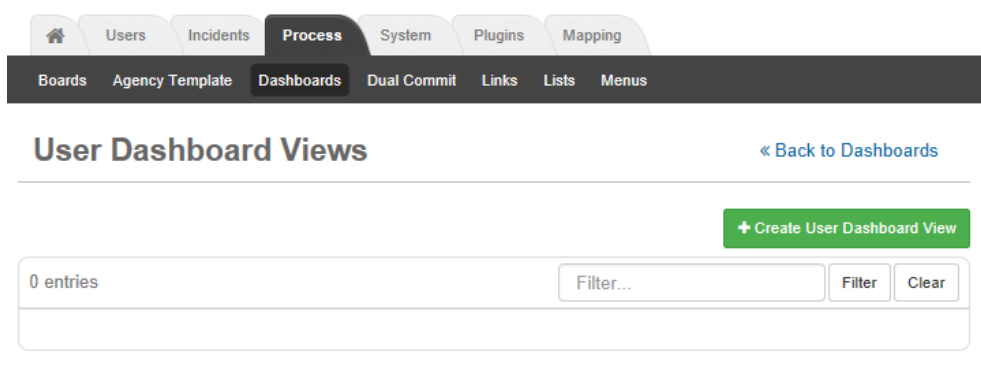 Users Incidents Process System Plugins Mapping
Boards Agency Template Dashboards Dual Commit Links Lists Menus
User Dashboard Views « Back to Dashboards
+ Create User Dashboard View
0 entries Filter... Filter Clear